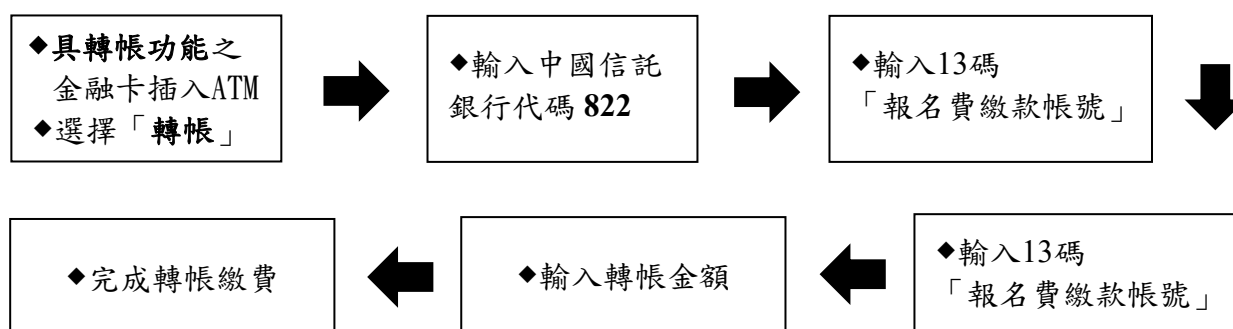 ◆具轉帳功能之
金融卡插入ATM
◆選擇「轉帳」
◆輸入中國信託
銀行代碼 822
◆輸入13碼
「報名費繳款帳號」
◆輸入13碼
「報名費繳款帳號」
◆輸入轉帳金額
◆完成轉帳繳費